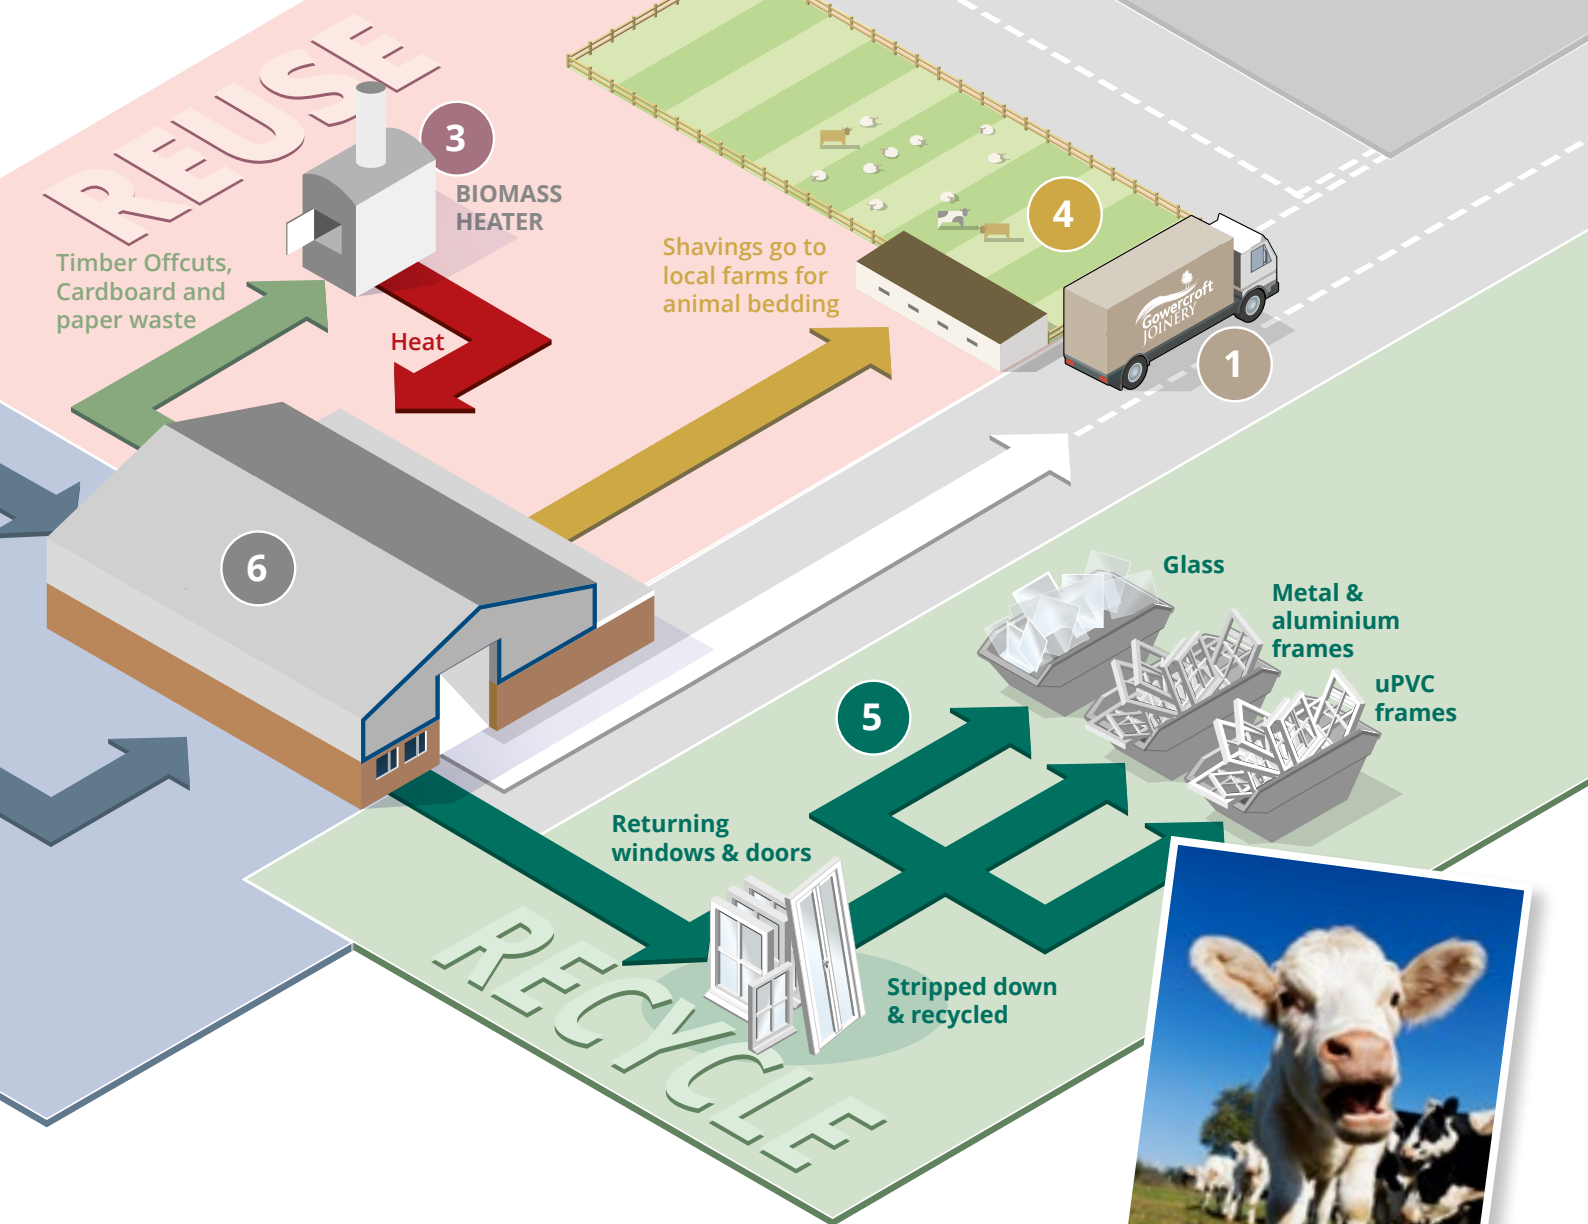 REUSE
3
BIOMASS
HEATER
Timber Offcuts,
Cardboard and
paper waste
Heat
Shavings go to
local farms for
animal bedding
4
Gowercroft
JOINERY
1
6
Glass
Metal &
aluminium
frames
uPVC
frames
5
Returning
windows & doors
Stripped down
& recycled
RECYCLE